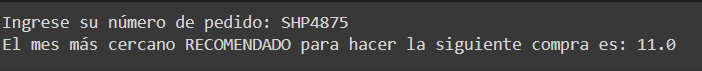 Ingrese su número de pedido: SHP4875
El mes más cercano RECOMENDADO para hacer la siguiente compra es: 11.0